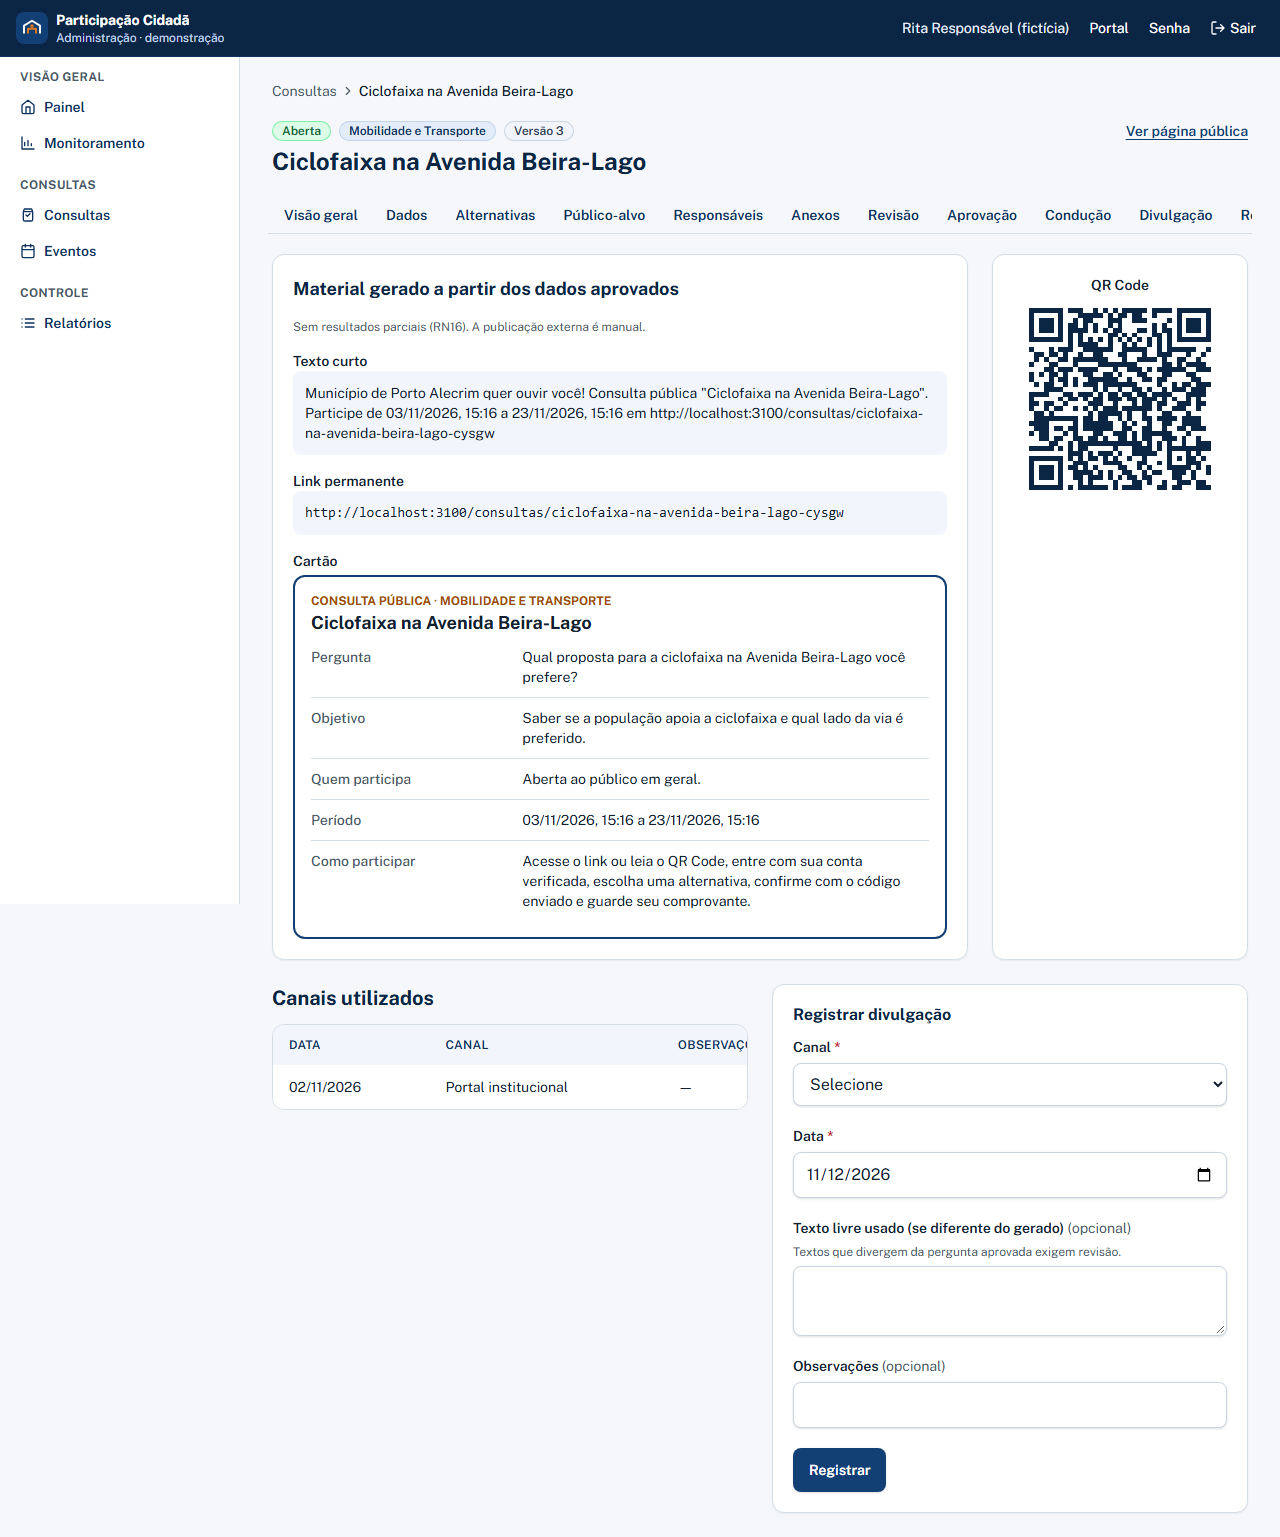 Participação Cidadã
Administração · demonstração
Rita Responsável (fictícia)
Portal
Senha
Sair
VISÃO GERAL
Painel
Monitoramento
CONSULTAS
Consultas
Eventos
CONTROLE
Relatórios
Consultas > Ciclofaixa na Avenida Beira-Lago
Aberta
Mobilidade e Transporte
Versão 3
Ver página pública
Ciclofaixa na Avenida Beira-Lago
Visão geral
Dados
Alternativas
Público-alvo
Responsáveis
Anexos
Revisão
Aprovação
Condução
Divulgação
Material gerado a partir dos dados aprovados
Sem resultados parciais (RN16). A publicação externa é manual.
Texto curto
Município de Porto Alecrim quer ouvir você! Consulta pública "Ciclofaixa na Avenida Beira-Lago".
Participe de 03/11/2026, 15:16 a 23/11/2026, 15:16 em http://localhost:3100/consultas/ciclofaixa-
na-avenida-beira-lago-cysgw
Link permanente
http://localhost:3100/consultas/ciclofaixa-na-avenida-beira-lago-cysgw
Cartão
CONSULTA PÚBLICA · MOBILIDADE E TRANSPORTE
Ciclofaixa na Avenida Beira-Lago
Pergunta
Qual proposta para a ciclofaixa na Avenida Beira-Lago você
prefere?
Objetivo
Saber se a população apoia a ciclofaixa e qual lado da via é
preferido.
Quem participa
Aberta ao público em geral.
Período
03/11/2026, 15:16 a 23/11/2026, 15:16
Como participar
Acesse o link ou leia o QR Code, entre com sua conta
verificada, escolha uma alternativa, confirme com o código
enviado e guarde seu comprovante.
QR Code
Canais utilizados
DATA
CANAL
02/11/2026
Portal institucional
—
Registrar divulgação
Canal *
Selecione
Data *
11/12/2026
Texto livre usado (se diferente do gerado) (opcional)
Textos que divergem da pergunta aprovada exigem revisão.
Observações (opcional)
Registrar